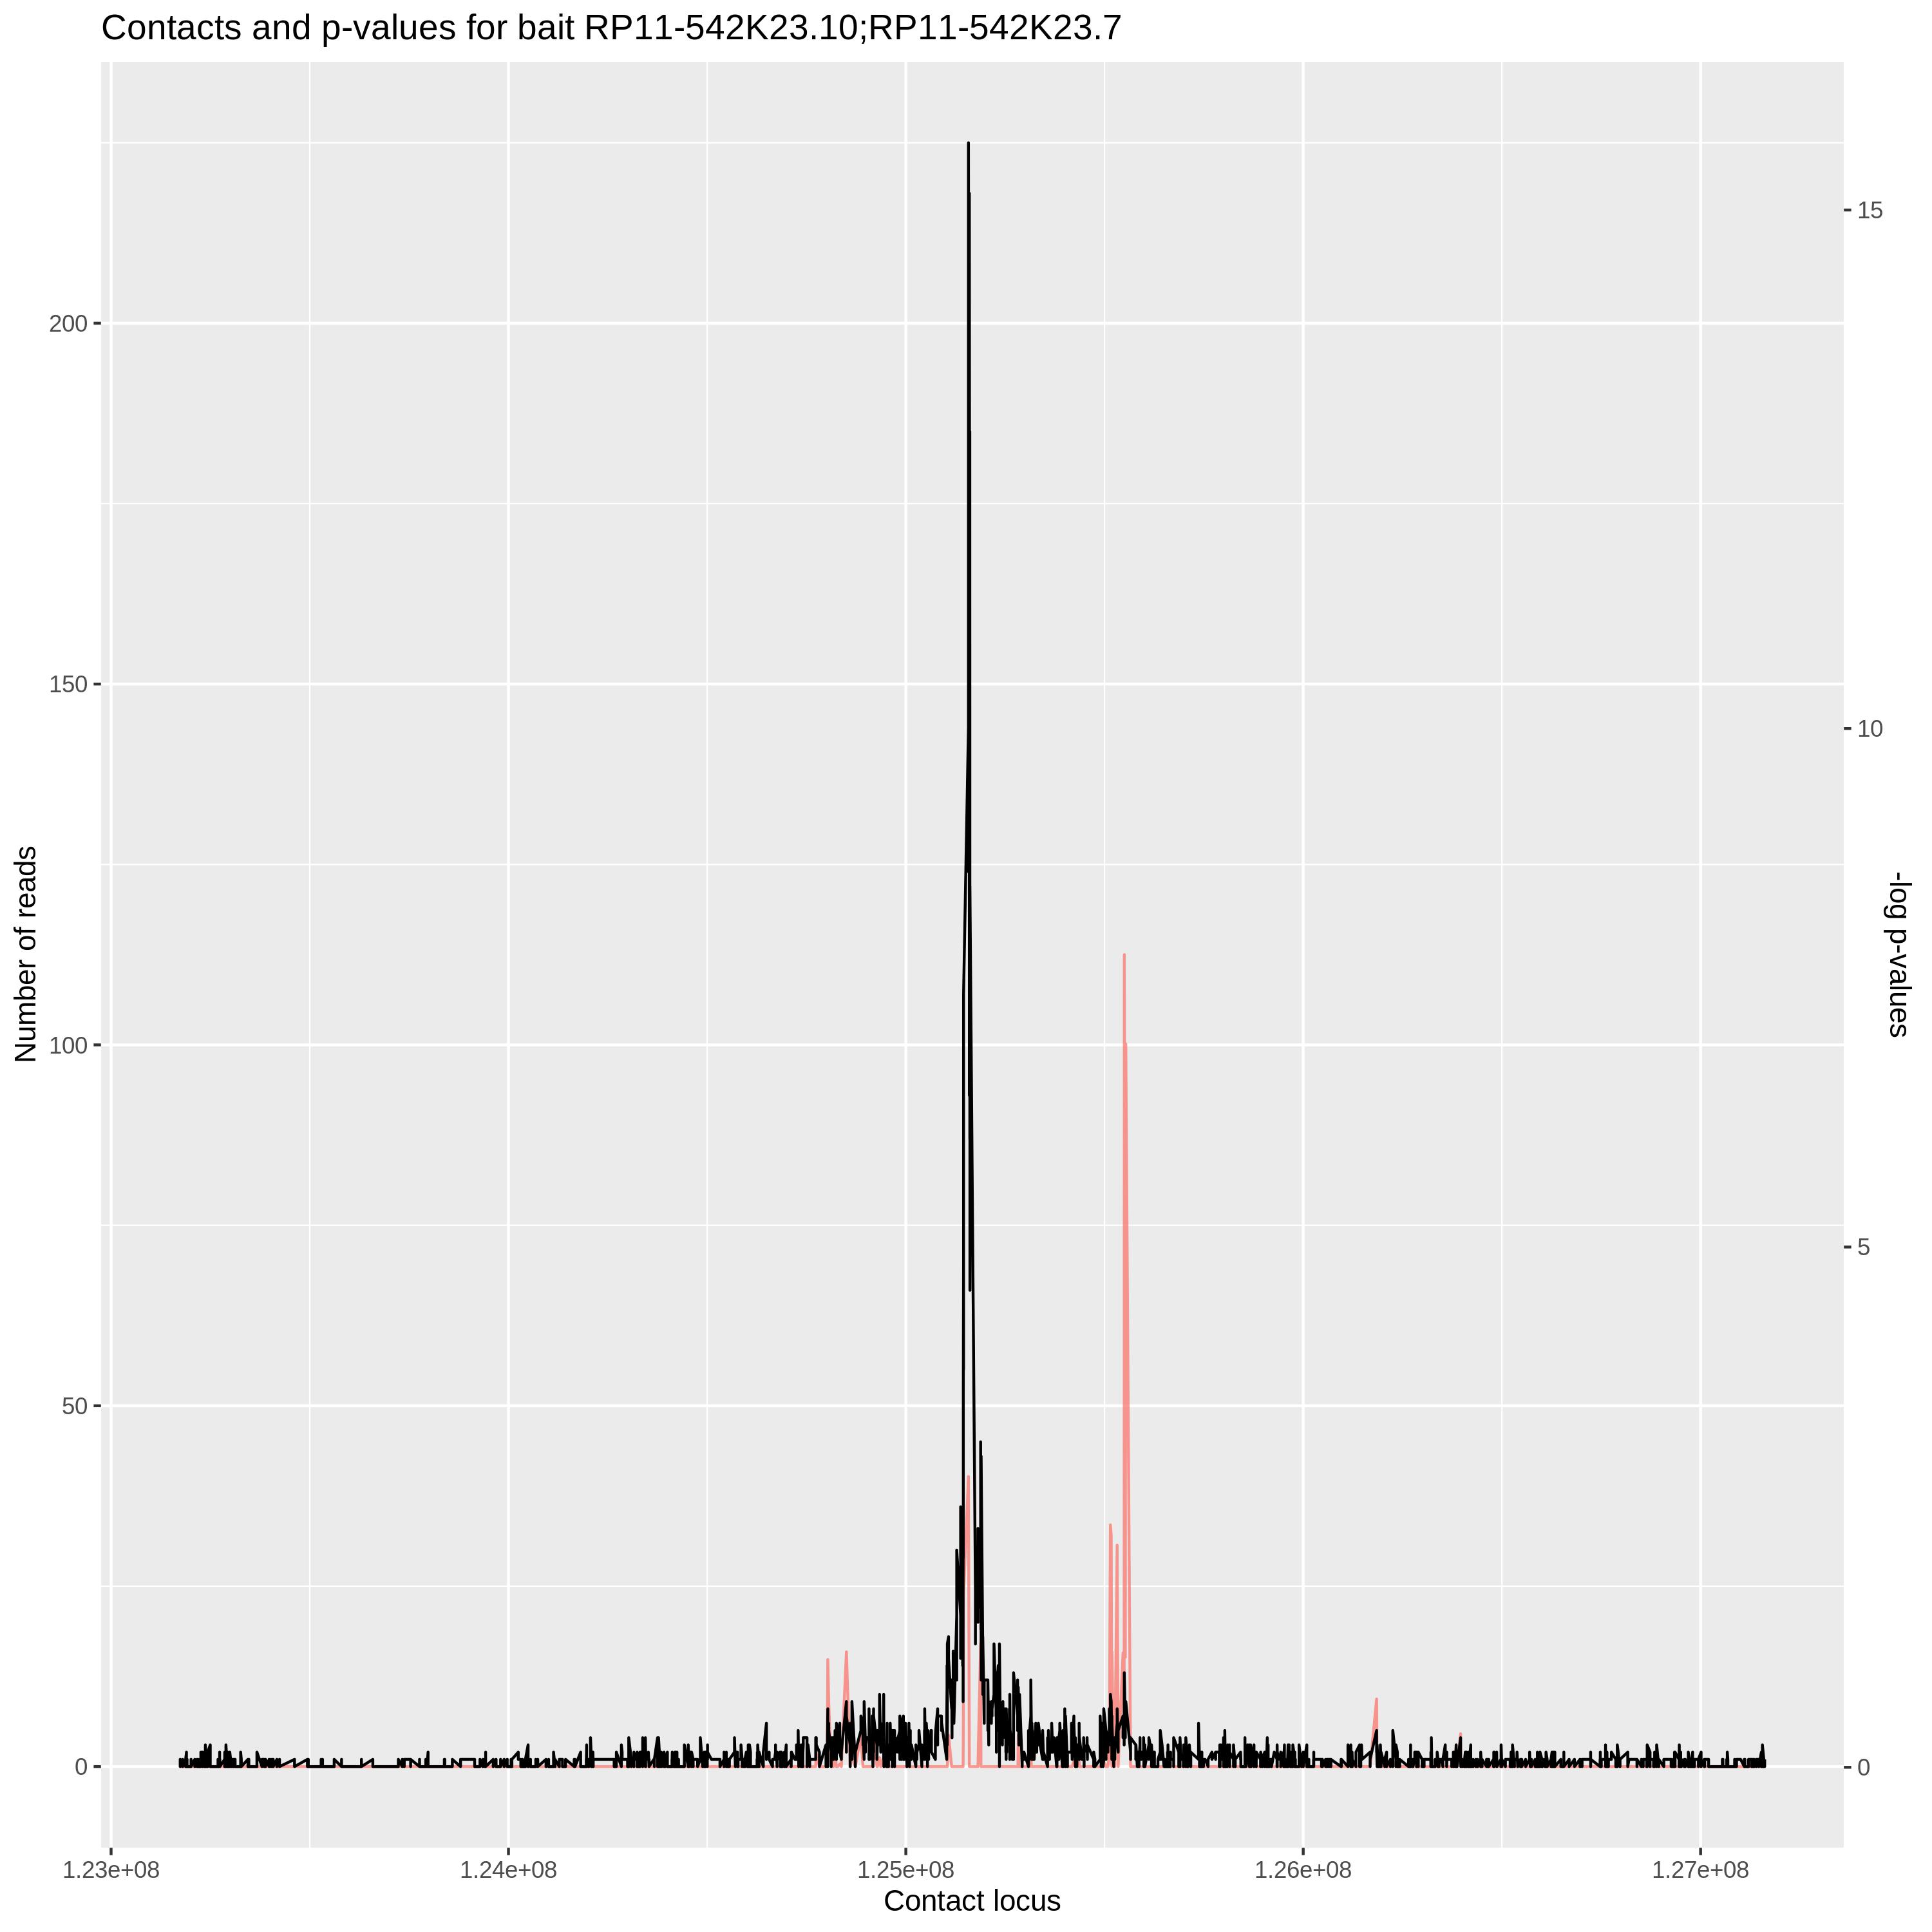 Contacts and p-values for bait RP11-542K23.10;RP11-542K23.7
200
150
100
50
0
Number of reads
15
10
5
0
-log p-values
1.23e+08
1.24e+08
1.25e+08
1.26e+08
1.27e+08
Contact locus